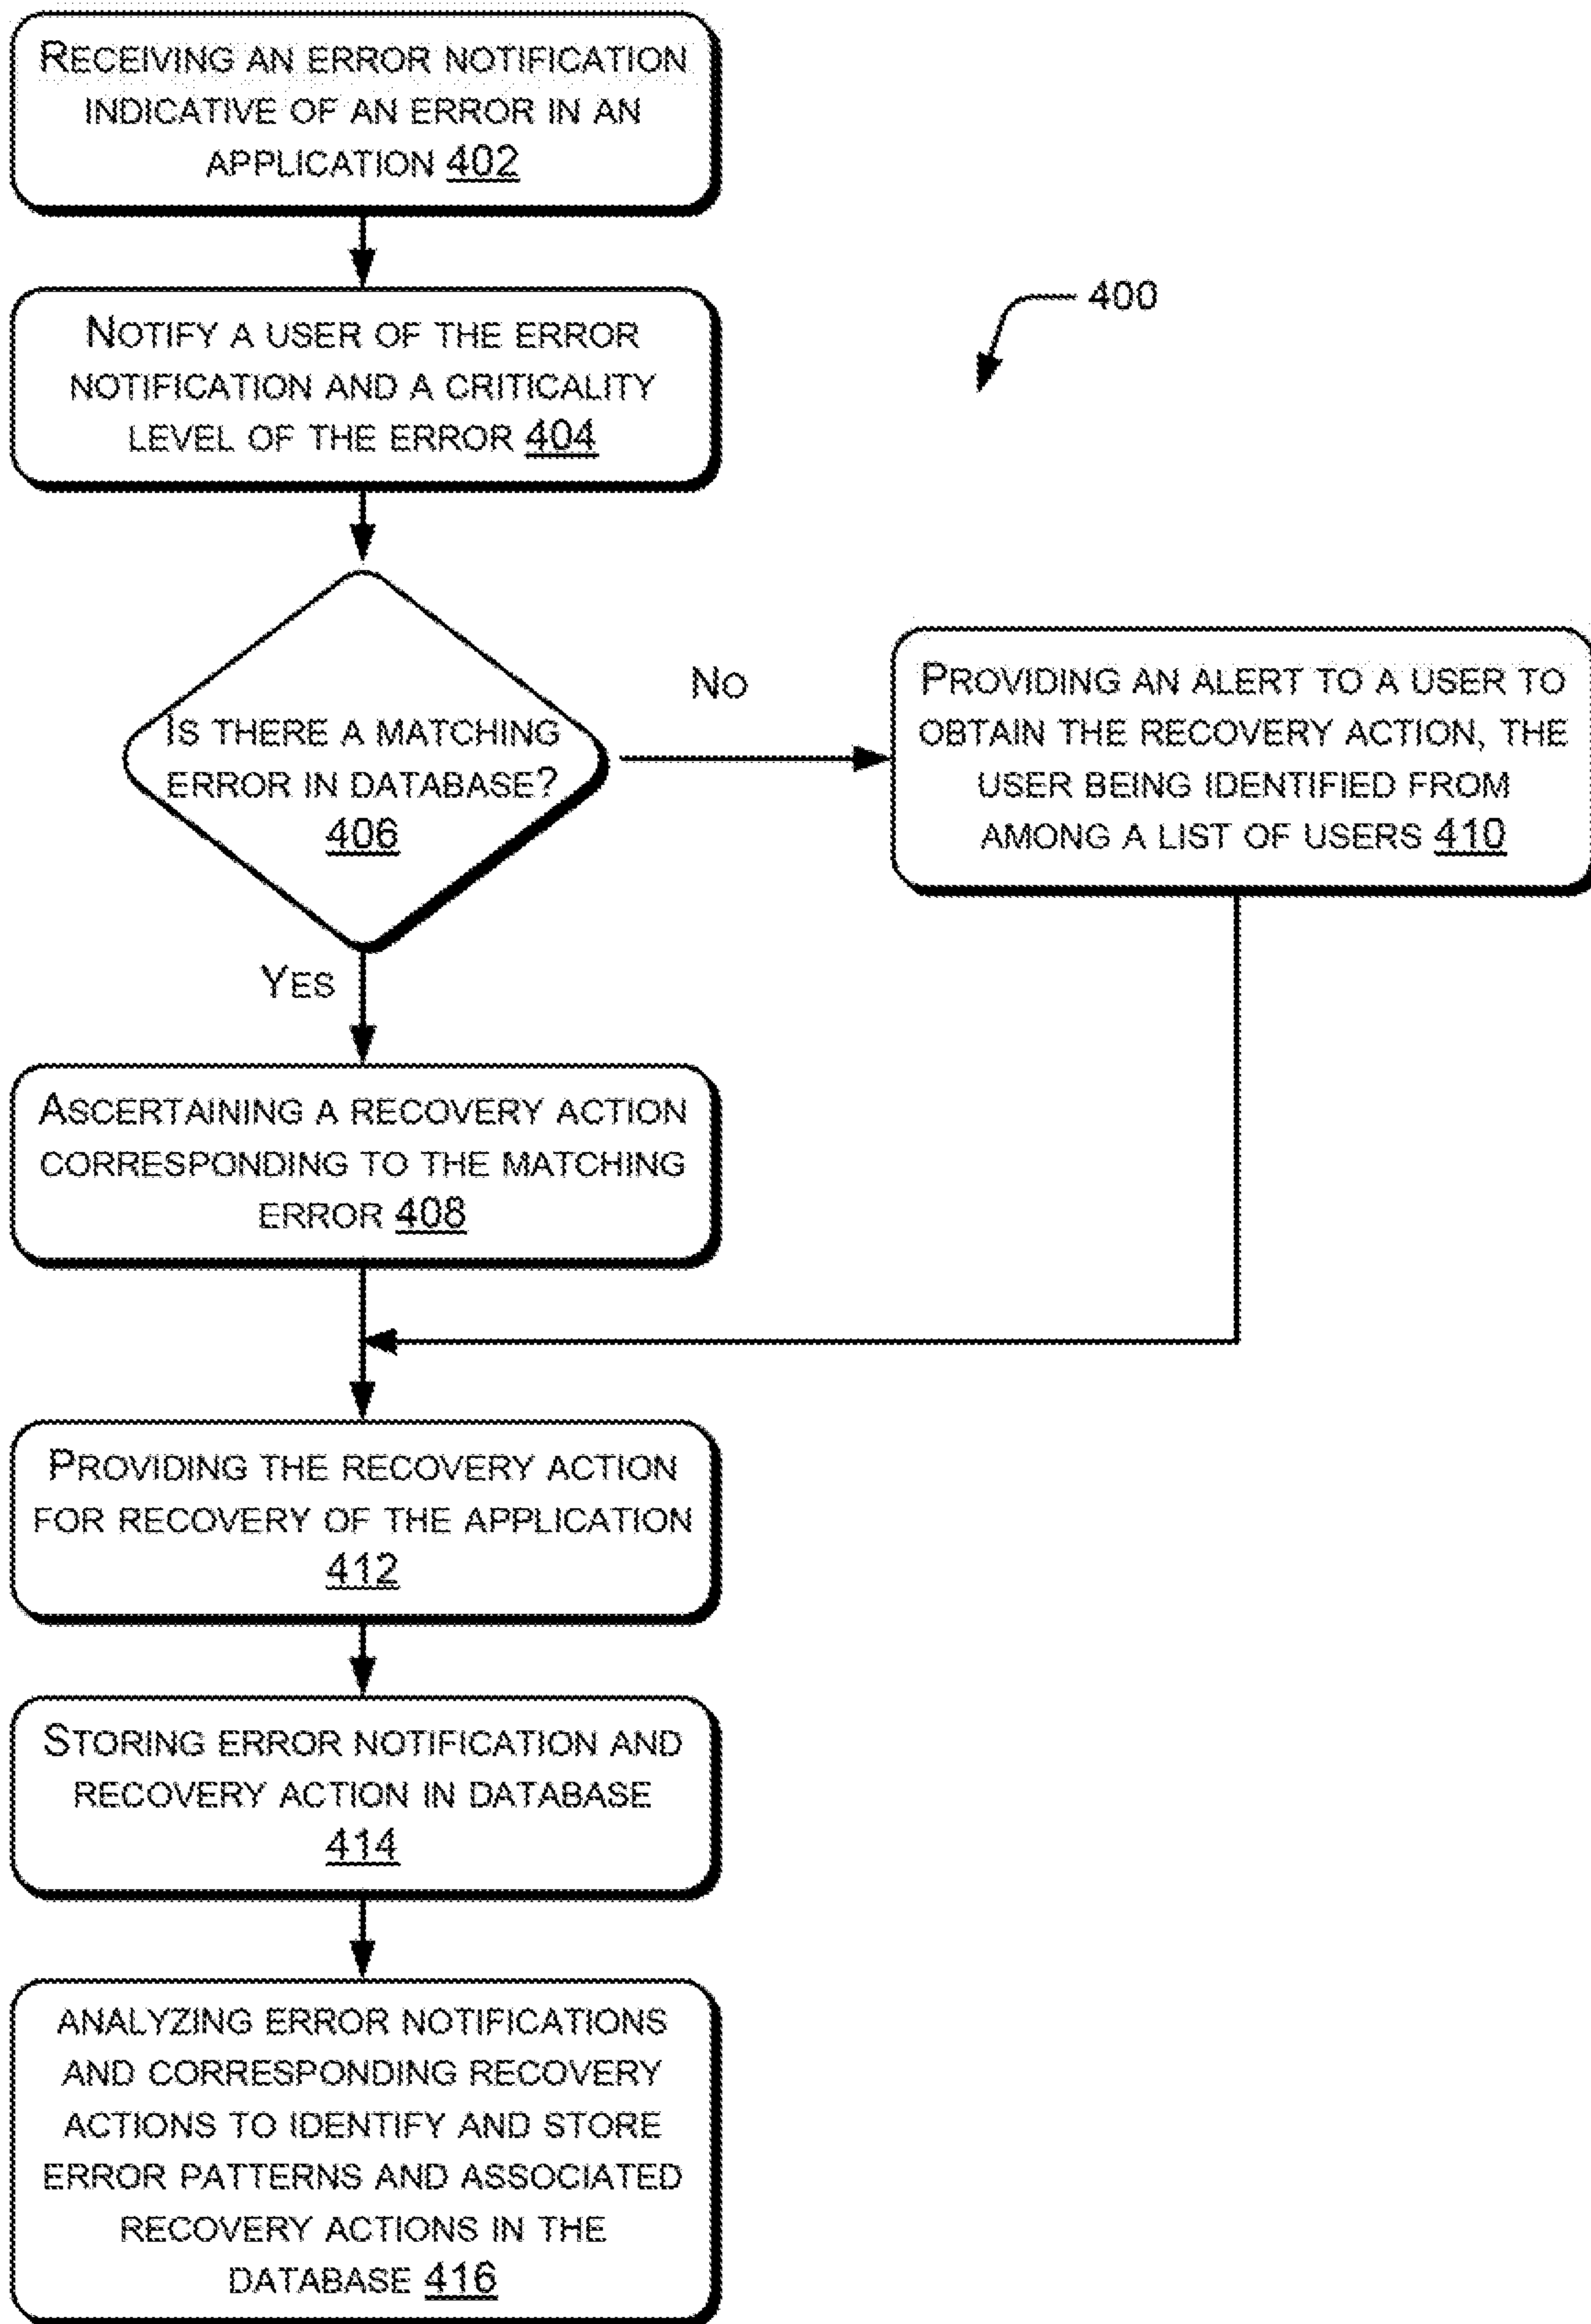 RECEIVING AN ERROR NOTIFICATION
INDICATIVE OF AN ERROR IN AN
APPLICATION 402
400
NOTIFY A USER OF THE ERROR
NOTIFICATION AND A CRITICALITY
LEVEL OF THE ERROR 404
IS THERE A MATCHING
ERROR IN DATABASE?
406
NO
PROVIDING AN ALERT TO A USER TO
OBTAIN THE RECOVERY ACTION, THE
USER BEING IDENTIFIED FROM
AMONG A LIST OF USERS 410
YES
ASCERTAINING A RECOVERY ACTION
CORRESPONDING TO THE MATCHING
ERROR 408
PROVIDING THE RECOVERY ACTION
FOR RECOVERY OF THE APPLICATION
412
STORING ERROR NOTIFICATION AND
RECOVERY ACTION IN DATABASE
414
ANALYZING ERROR NOTIFICATIONS
AND CORRESPONDING RECOVERY
ACTIONS TO IDENTIFY AND STORE
ERROR PATTERNS AND ASSOCIATED
RECOVERY ACTIONS IN THE
DATABASE 416